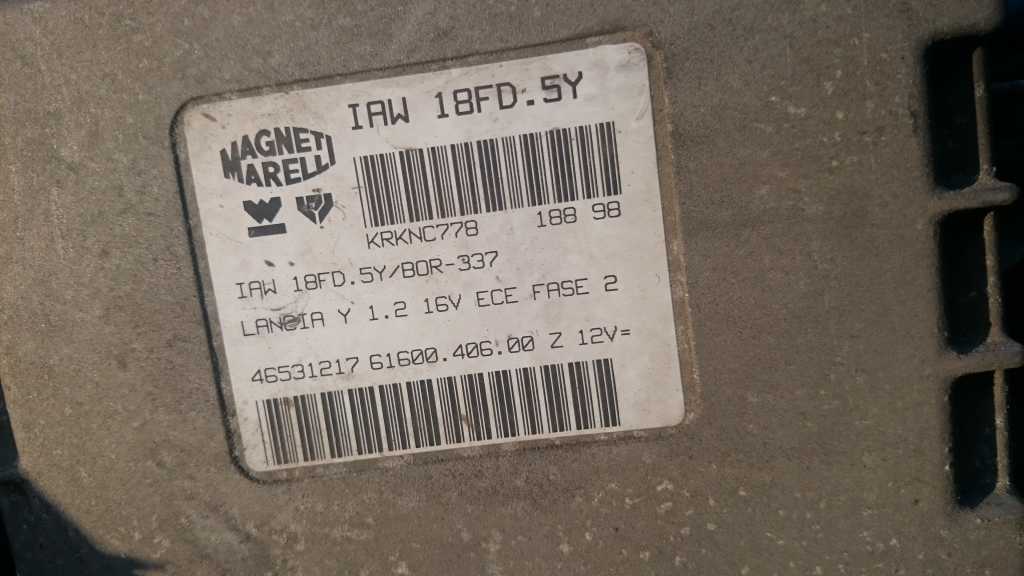 IAW 18FD.5Y
MAGNETI
MARELLI
KRKNC778 188 98
IAW 18FD.5Y/BOR-337
LANCIA Y 1.2 16V ECE FASE 2
46531217 61600.406.00 Z 12V=